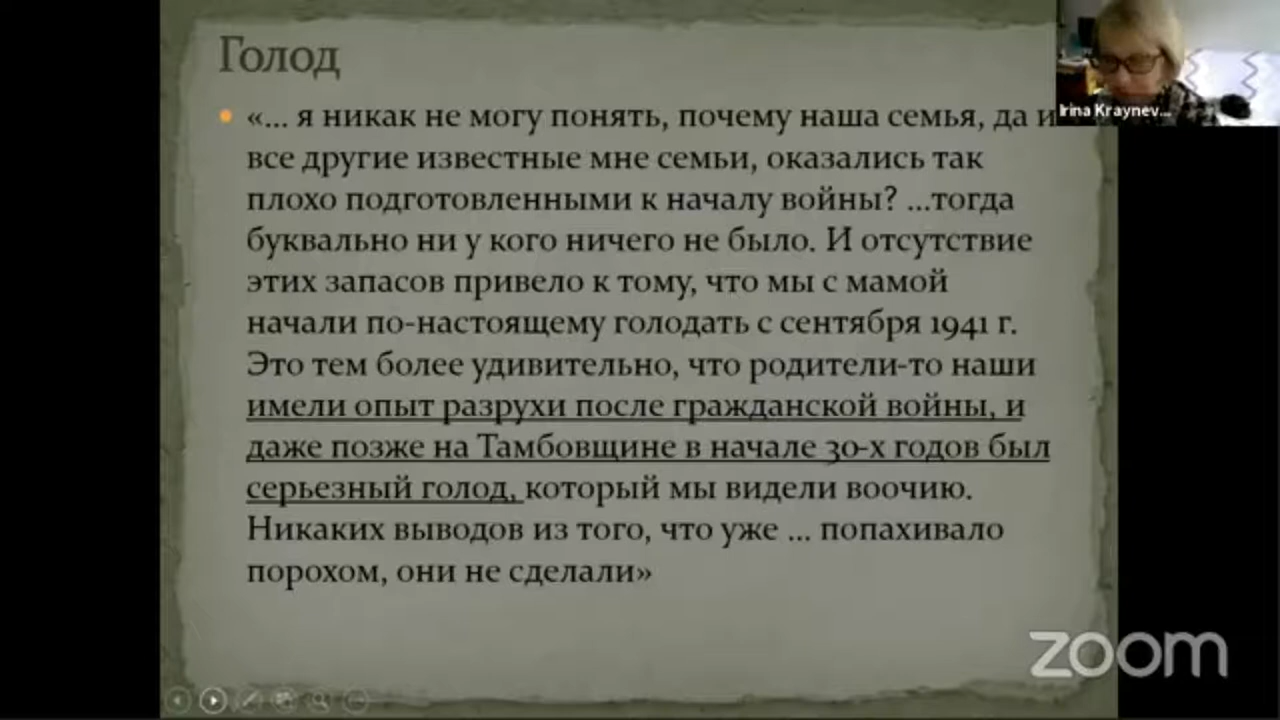 Голод
Irina Kraynev...
• «... я никак не могу понять, почему наша семья, да и
все другие известные мне семьи, оказались так
плохо подготовленными к началу войны? ...тогда
буквально ни у кого ничего не было. И отсутствие
этих запасов привело к тому, что мы с мамой
начали по-настоящему голодать с сентября 1941 г.
Это тем более удивительно, что родители-то наши
имели опыт разрухи после гражданской войны, и
даже позже на Тамбовщине в начале 30-х годов был
серьезный голод, который мы видели воочию.
Никаких выводов из того, что уже ... попахивало
порохом, они не сделали»
zoom